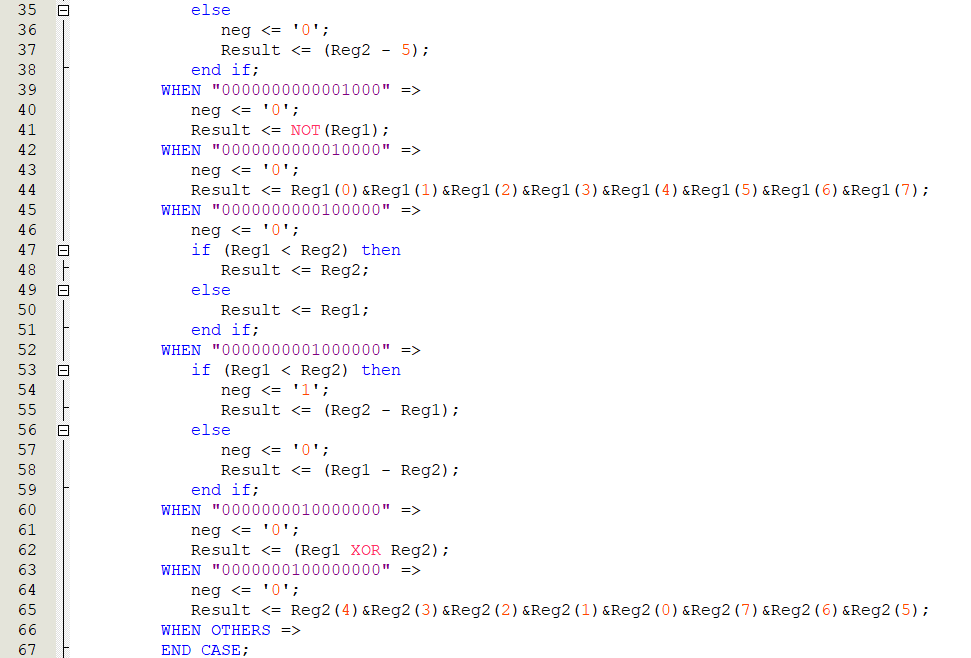 35 else
36 neg <= '0';
37 Result <= (Reg2 - 5);
38 end if;
39 WHEN "0000000000001000" =>
40 neg <= '0';
41 Result <= NOT(Reg1);
42 WHEN "0000000000010000" =>
43 neg <= '0';
44 Result <= Reg1(0)&Reg1(1)&Reg1(2)&Reg1(3)&Reg1(4)&Reg1(5)&Reg1(6)&Reg1(7);
45 WHEN "0000000000100000" =>
46 neg <= '0';
47 if (Reg1 < Reg2) then
48 Result <= Reg2;
49 else
50 Result <= Reg1;
51 end if;
52 WHEN "0000000001000000" =>
53 if (Reg1 < Reg2) then
54 neg <= '1';
55 Result <= (Reg2 - Reg1);
56 else
57 neg <= '0';
58 Result <= (Reg1 - Reg2);
59 end if;
60 WHEN "0000000010000000" =>
61 neg <= '0';
62 Result <= (Reg1 XOR Reg2);
63 WHEN "0000000100000000" =>
64 neg <= '0';
65 Result <= Reg2(4)&Reg2(3)&Reg2(2)&Reg2(1)&Reg2(0)&Reg2(7)&Reg2(6)&Reg2(5);
66 WHEN OTHERS =>
67 END CASE;